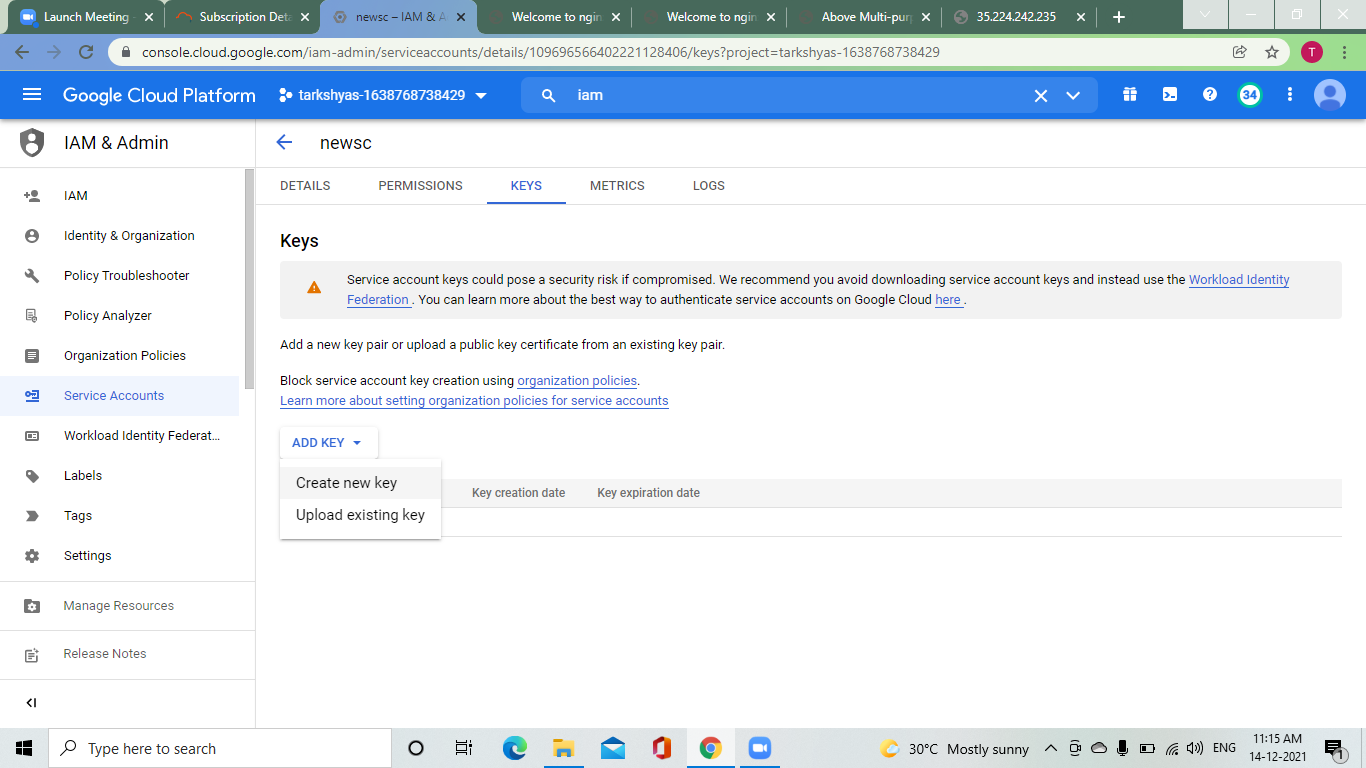 Launch Meeting -
Subscription Deta
newsc – IAM & A
Welcome to ngin
Welcome to ngin
Above Multi-pur
35.224.242.235
console.cloud.google.com/iam-admin/serviceaccounts/details/109696566402221128406/keys?project=tarkshyas-1638768738429
T
Google Cloud Platform
tarkshyas-1638768738429
iam
34
IAM & Admin
newsc
DETAILS
PERMISSIONS
KEYS
METRICS
LOGS
IAM
Identity & Organization
Policy Troubleshooter
Policy Analyzer
Organization Policies
Service Accounts
Workload Identity Federat...
Labels
Tags
Settings
Manage Resources
Release Notes
Keys
Service account keys could pose a security risk if compromised. We recommend you avoid downloading service account keys and instead use the Workload Identity
Federation . You can learn more about the best way to authenticate service accounts on Google Cloud here .
Add a new key pair or upload a public key certificate from an existing key pair.
Block service account key creation using organization policies.
Learn more about setting organization policies for service accounts
ADD KEY
Create new key
Upload existing key
Key creation date
Key expiration date
Type here to search
30°C Mostly sunny
ENG
11:15 AM
14-12-2021
1